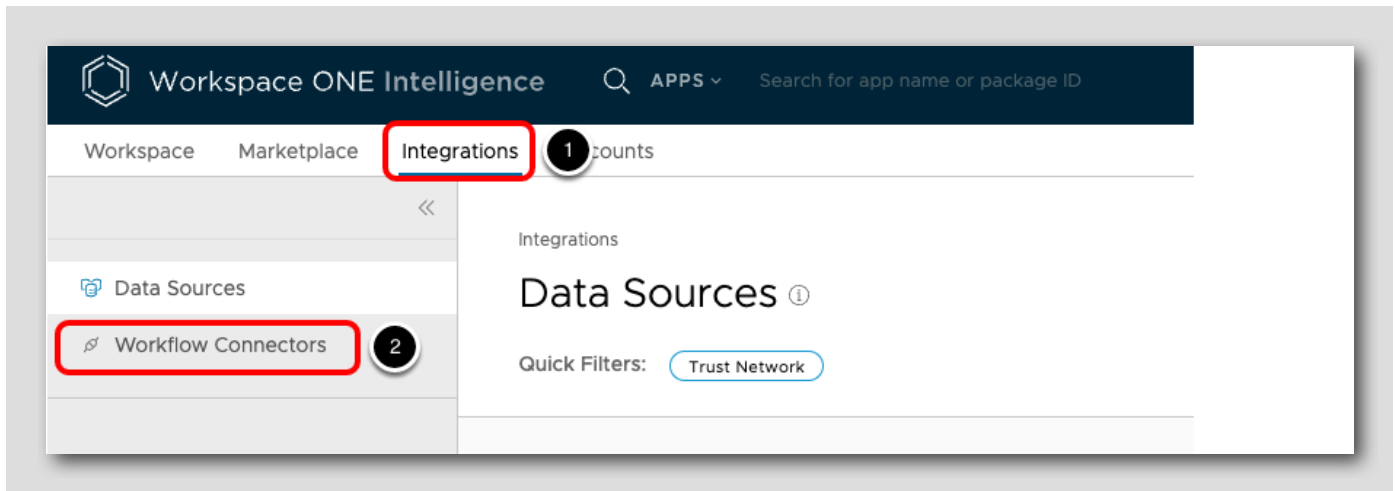 Workspace ONE Intelligence APPS Search for app name or package ID
Workspace Marketplace Integrations 1 counts
Integrations
Data Sources
Data Sources
Workflow Connectors 2
Quick Filters: Trust Network